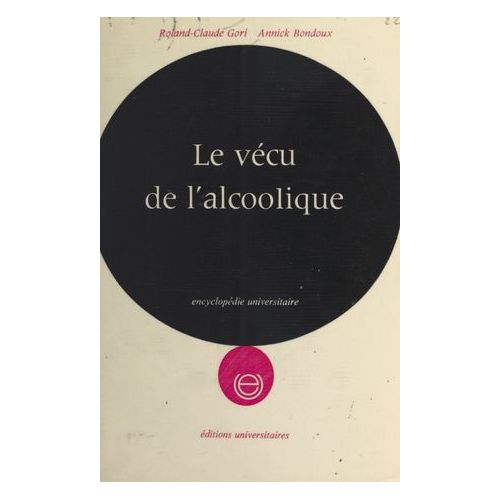 Roland-Claude Gori Annick Bondoux
Le vécu
de l'alcoolique
encyclopédie universitaire
éditions universitaires